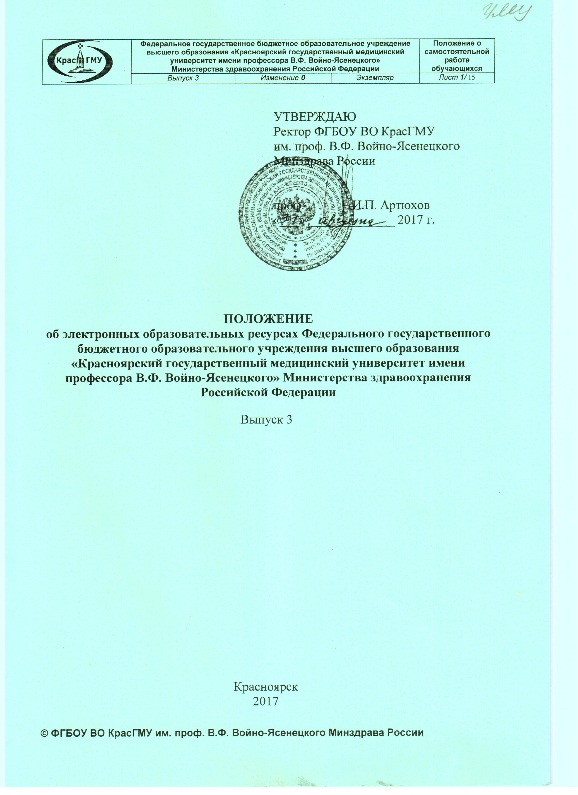 КрасГМУ
Федеральное государственное бюджетное образовательное учреждение
высшего образования «Красноярский государственный медицинский
университет имени профессора В.Ф. Войно-Ясенецкого»
Министерства здравоохранения Российской Федерации
Положение о
самостоятельной
работе
обучающихся
Выпуск 3 Изменение 0 Экземпляр Лист 1/15
УТВЕРЖДАЮ
Ректор ФГБОУ ВО КрасГМУ
им. проф. В.Ф. Войно-Ясенецкого
Минздрава России
И.П. Артюхов
2017 г.
ПОЛОЖЕНИЕ
об электронных образовательных ресурсах Федерального государственного
бюджетного образовательного учреждения высшего образования
«Красноярский государственный медицинский университет имени
профессора В.Ф. Войно-Ясенецкого» Министерства здравоохранения
Российской Федерации
Выпуск 3
Красноярск
2017
© ФГБОУ ВО КрасГМУ им. проф. В.Ф. Войно-Ясенецкого Минздрава России